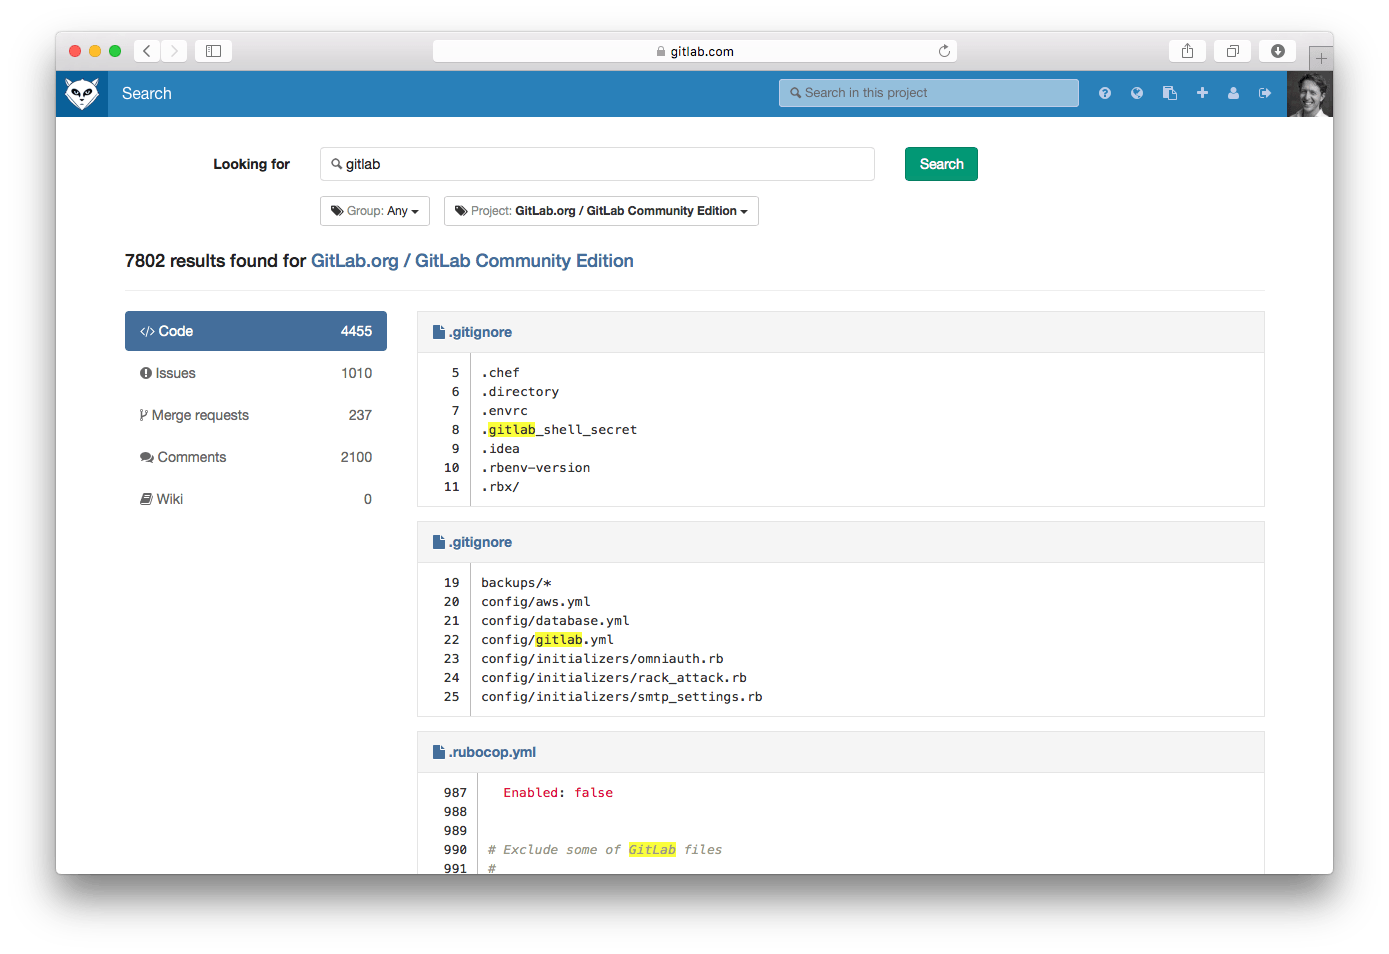 gitlab.com
Search
Search in this project
Looking for
gitlab
Search
Group: Any
Project: GitLab.org / GitLab Community Edition
7802 results found for GitLab.org / GitLab Community Edition
</> Code 4455
Issues 1010
Merge requests 237
Comments 2100
Wiki 0
.gitignore
5 .chef
6 .directory
7 .envrc
8 .gitlab_shell_secret
9 .idea
10 .rbenv-version
11 .rbx/
.gitignore
19 backups/*
20 config/aws.yml
21 config/database.yml
22 config/gitlab.yml
23 config/initializers/omniauth.rb
24 config/initializers/rack_attack.rb
25 config/initializers/smtp_settings.rb
.rubocop.yml
987 Enabled: false
988
989
990 # Exclude some of GitLab files
991 #